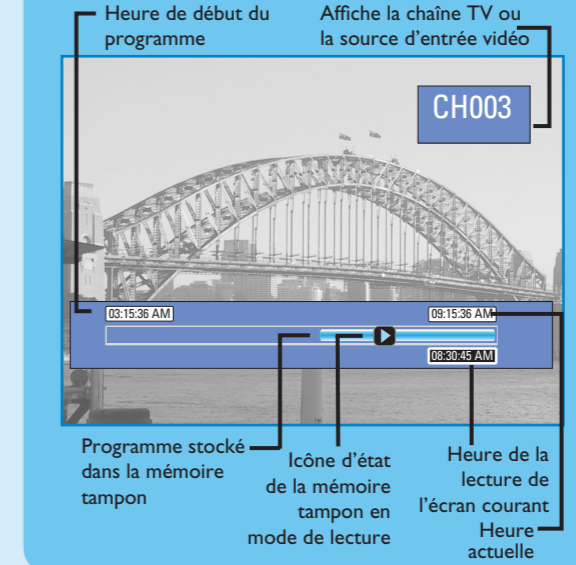 Heure de début du
programme
Affiche la chaîne TV ou
la source d'entrée vidéo
CH003
03:15:36 AM
09:15:36 AM
08:30:45 AM
Programme stocké
dans la mémoire
tampon
Icône d'état
de la mémoire
tampon en
mode de lecture
Heure de la
lecture de
l'écran courant
Heure
actuelle